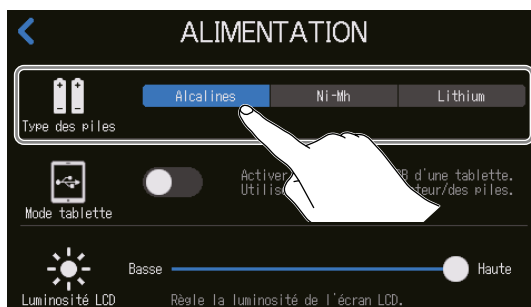 ALIMENTATION
Alcalines Ni-Mh Lithium
Type des piles
Activer B d'une tablette.
Utilis teur/des piles.
Mode tablette
Basse Haute
Luminosité LCD Règle la luminosité de l'écran LCD.